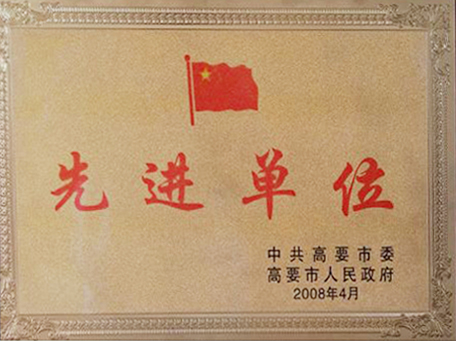 先进单位
中共高要市委
高要市人民政府
2008年4月